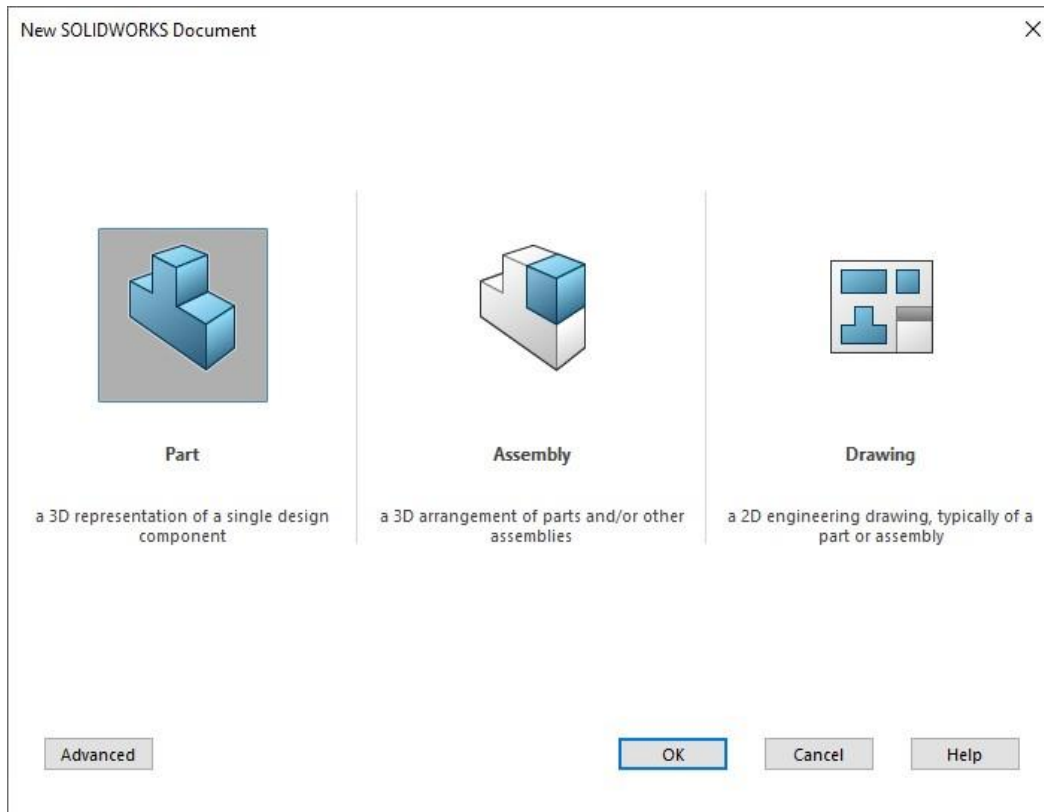 New SOLIDWORKS Document
Part
a 3D representation of a single design
component
Assembly
a 3D arrangement of parts and/or other
assemblies
Drawing
a 2D engineering drawing, typically of a
part or assembly
Advanced
OK
Cancel
Help